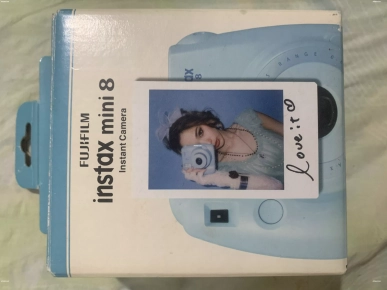 FUJIFILM
instax mini 8
Instant Camera
Love it